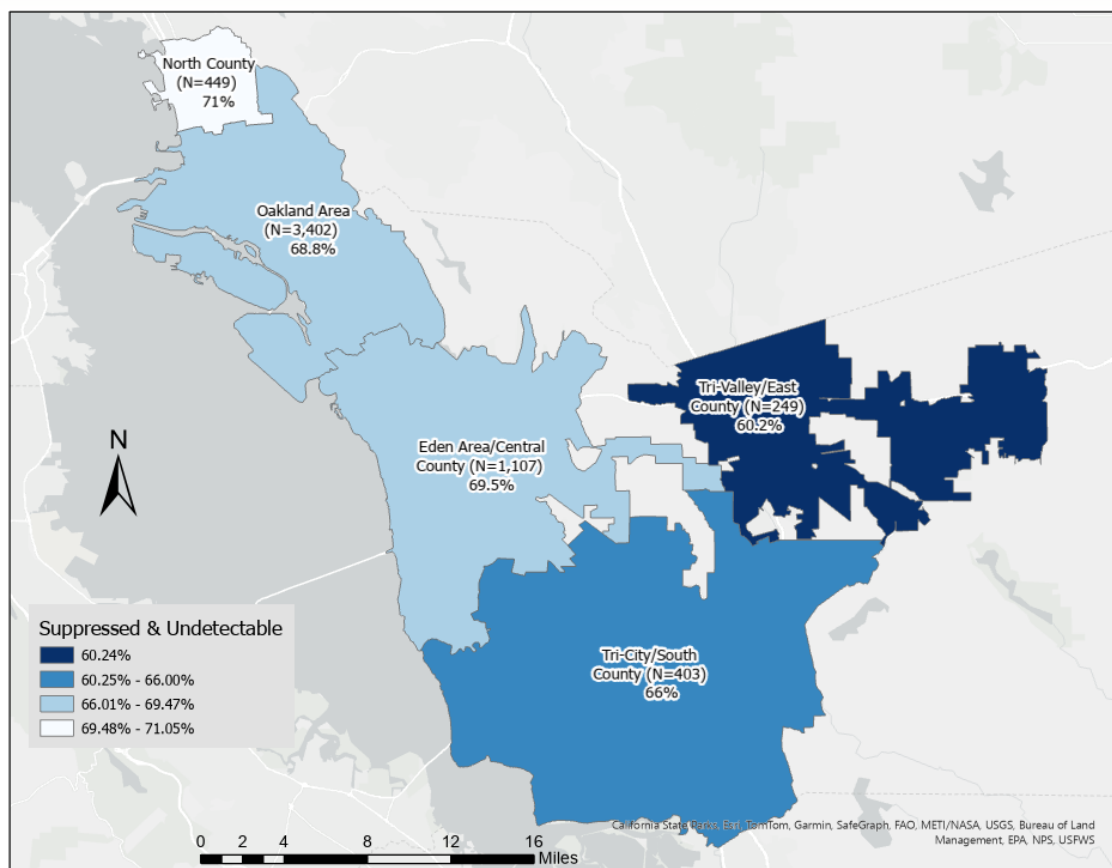 North County
(N=449)
71%
Oakland Area
(N=3,402)
68.8%
Tri-Valley/East
County (N=249)
60.2%
Eden Area/Central
County (N=1,107)
69.5%
N
Tri-City/South
County (N=403)
66%
Suppressed & Undetectable
60.24%
60.25% - 66.00%
66.01% - 69.47%
69.48% - 71.05%
0 2 4 8 12 16
Miles
California State Parks, Esri, TomTom, Garmin, SafeGraph, FAO, METI/NASA, USGS, Bureau of Land
Management, EPA, NPS, USFWS